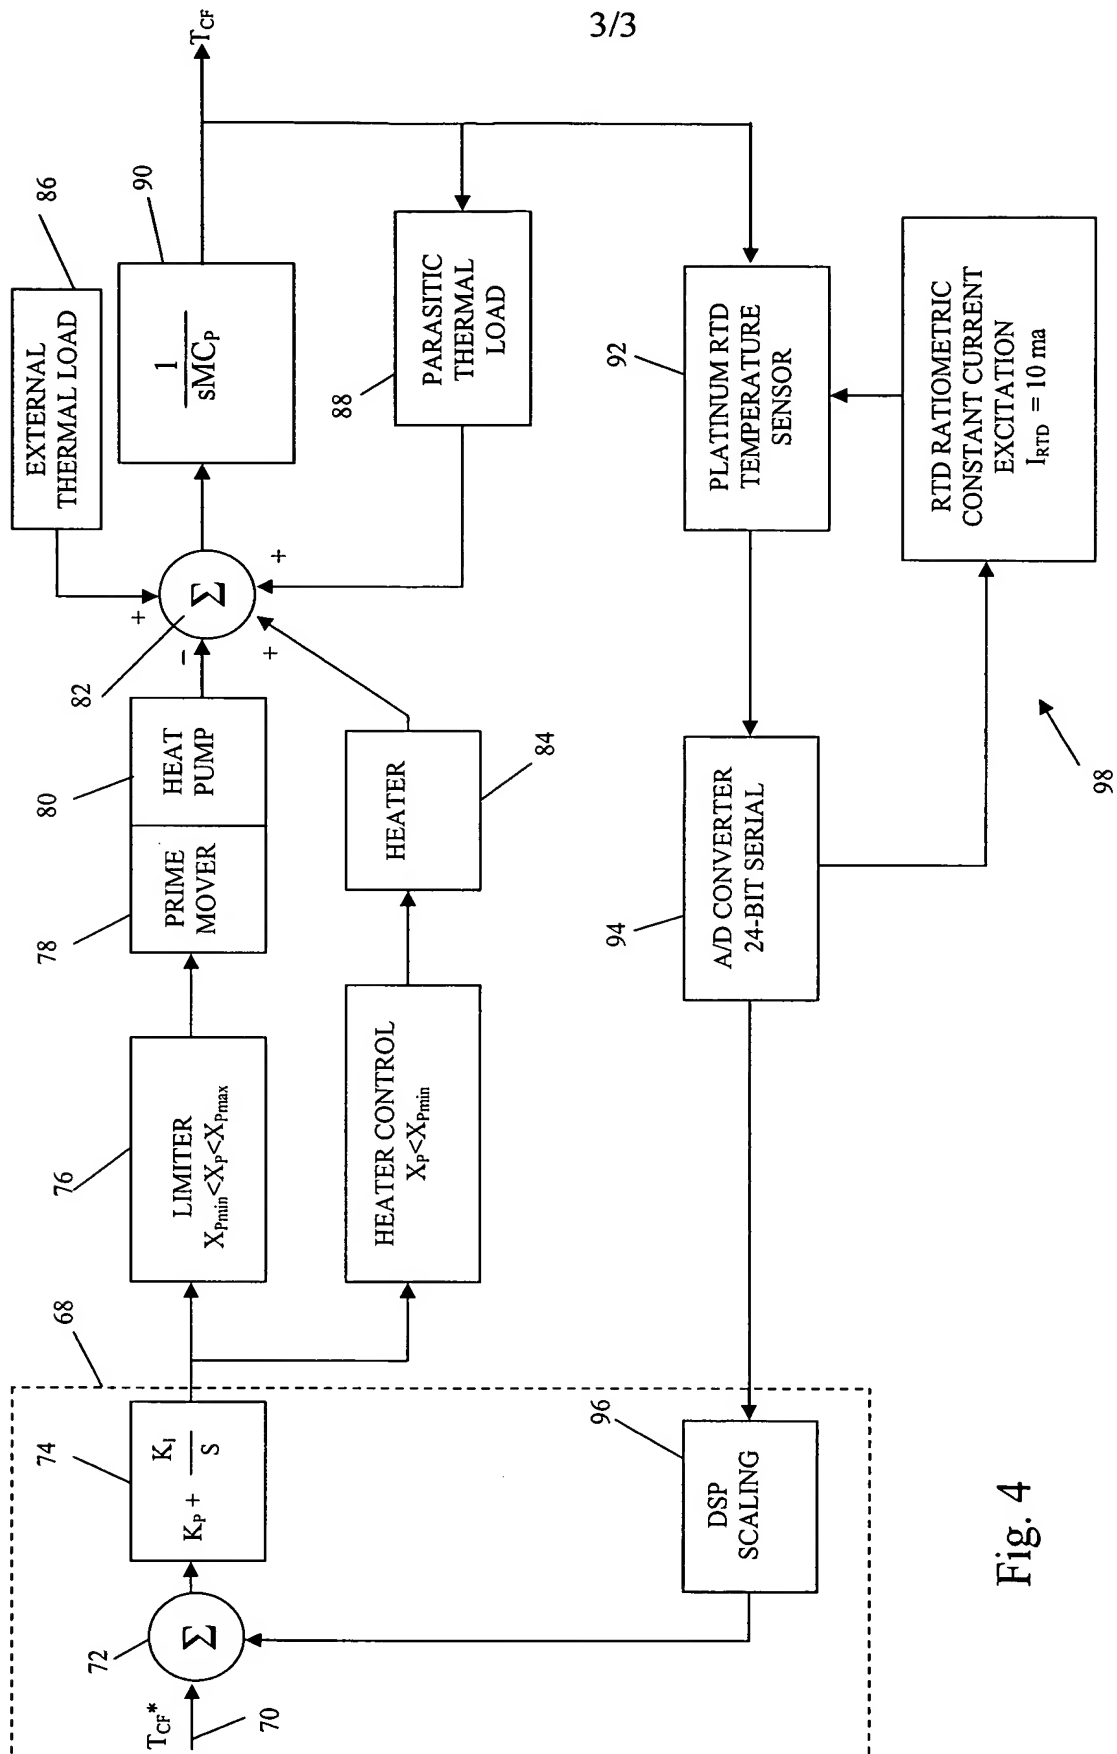 3/3
T_CF*
70
72
Σ
74
K_P + K_I
S
68
76
LIMITER
X_Pmin<X_P<X_Pmax
HEATER CONTROL
X_P<X_Pmin
78
PRIME
MOVER
80
HEAT
PUMP
HEATER
84
82
Σ
−
+
+
+
EXTERNAL
THERMAL LOAD
86
1
sMC_P
90
T_CF
88
PARASITIC
THERMAL
LOAD
92
PLATINUM RTD
TEMPERATURE
SENSOR
RTD RATIOMETRIC
CONSTANT CURRENT
EXCITATION
I_RTD = 10 ma
94
A/D CONVERTER
24-BIT SERIAL
96
DSP
SCALING
98
Fig. 4